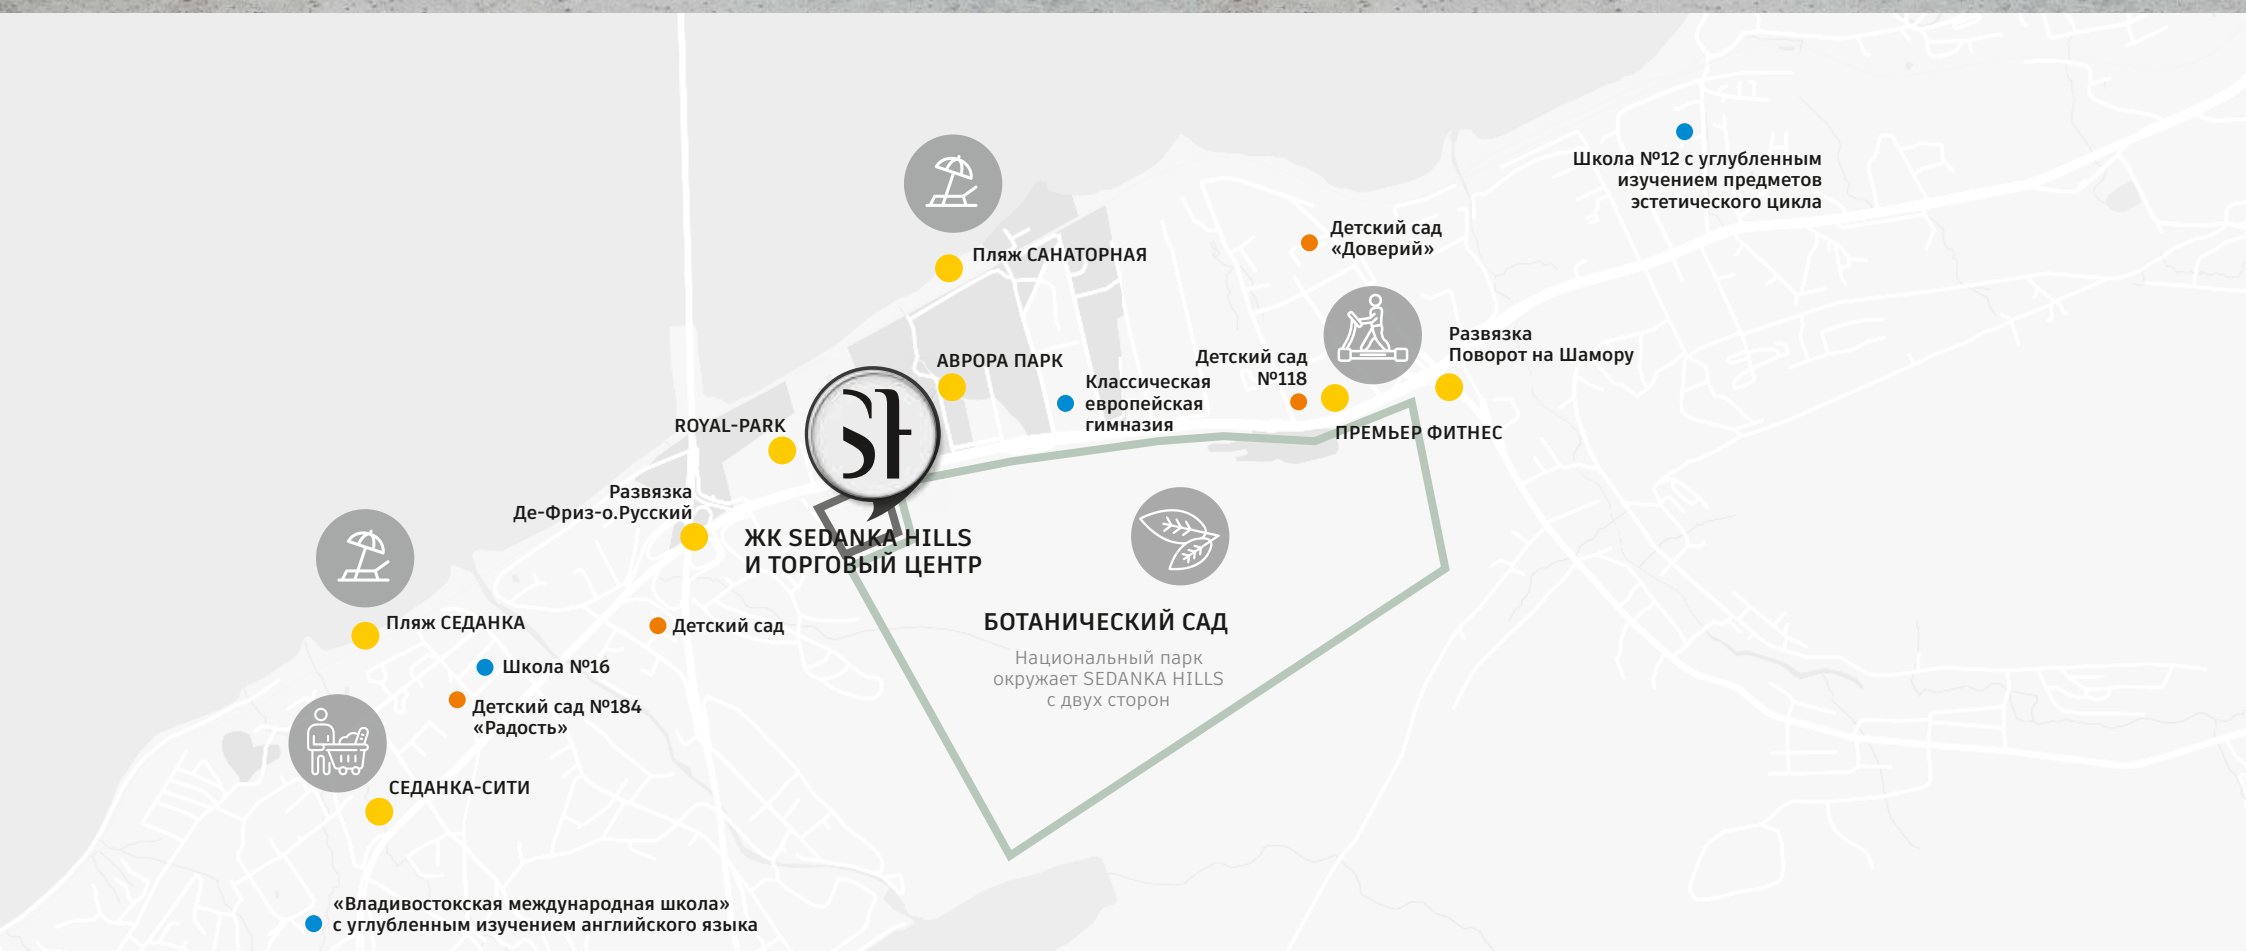 Школа №12 с углубленным
изучением предметов
эстетического цикла
Детский сад
«Доверий»
Пляж САНАТОРНАЯ
Развязка
Поворот на Шамору
АВРОРА ПАРК
Детский сад
№118
Классическая
европейская
гимназия
ROYAL-PARK
ПРЕМЬЕР ФИТНЕС
Развязка
Де-Фриз-о.Русский
ЖК SEDANKA HILLS
И ТОРГОВЫЙ ЦЕНТР
БОТАНИЧЕСКИЙ САД
Национальный парк
окружает SEDANKA HILLS
с двух сторон
Пляж СЕДАНКА
Детский сад
Школа №16
Детский сад №184
«Радость»
СЕДАНКА-СИТИ
«Владивостокская международная школа»
с углубленным изучением английского языка